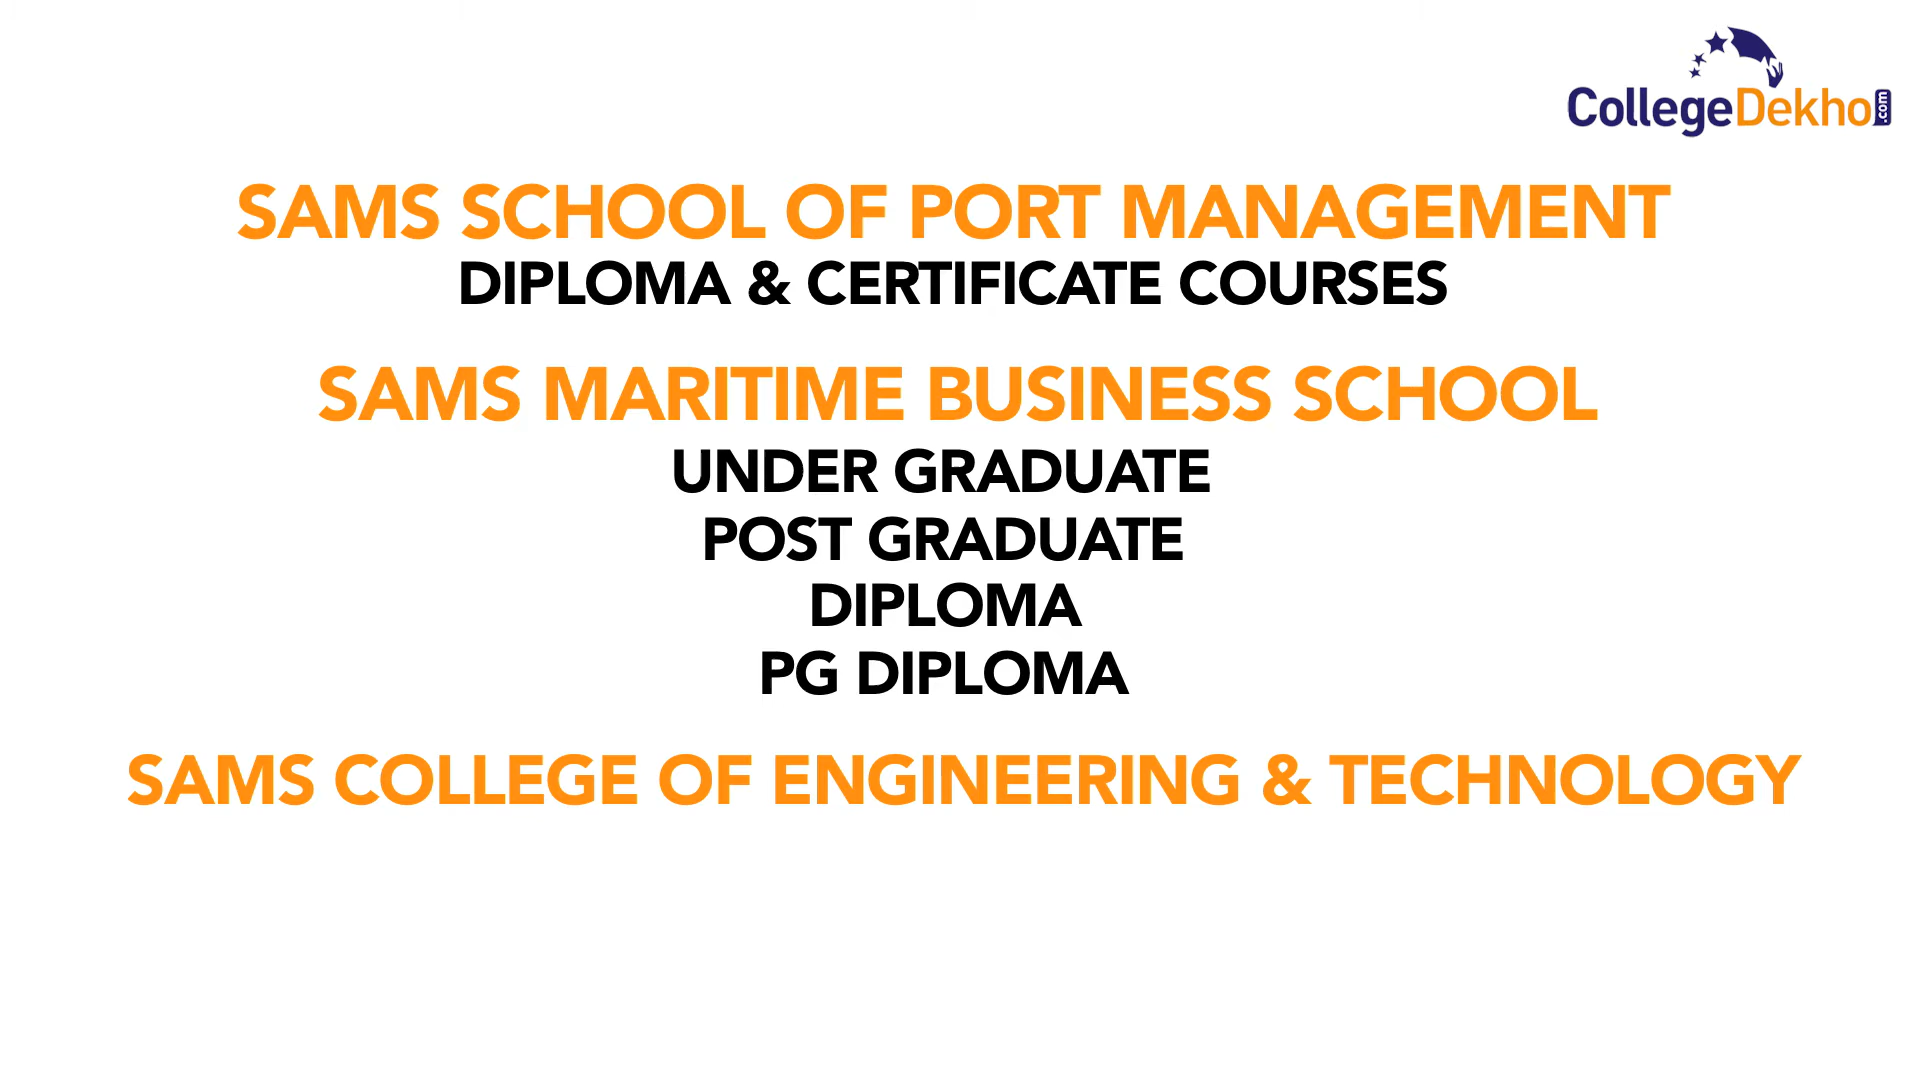 CollegeDekho.com
SAMS SCHOOL OF PORT MANAGEMENT
DIPLOMA & CERTIFICATE COURSES
SAMS MARITIME BUSINESS SCHOOL
UNDER GRADUATE
POST GRADUATE
DIPLOMA
PG DIPLOMA
SAMS COLLEGE OF ENGINEERING & TECHNOLOGY